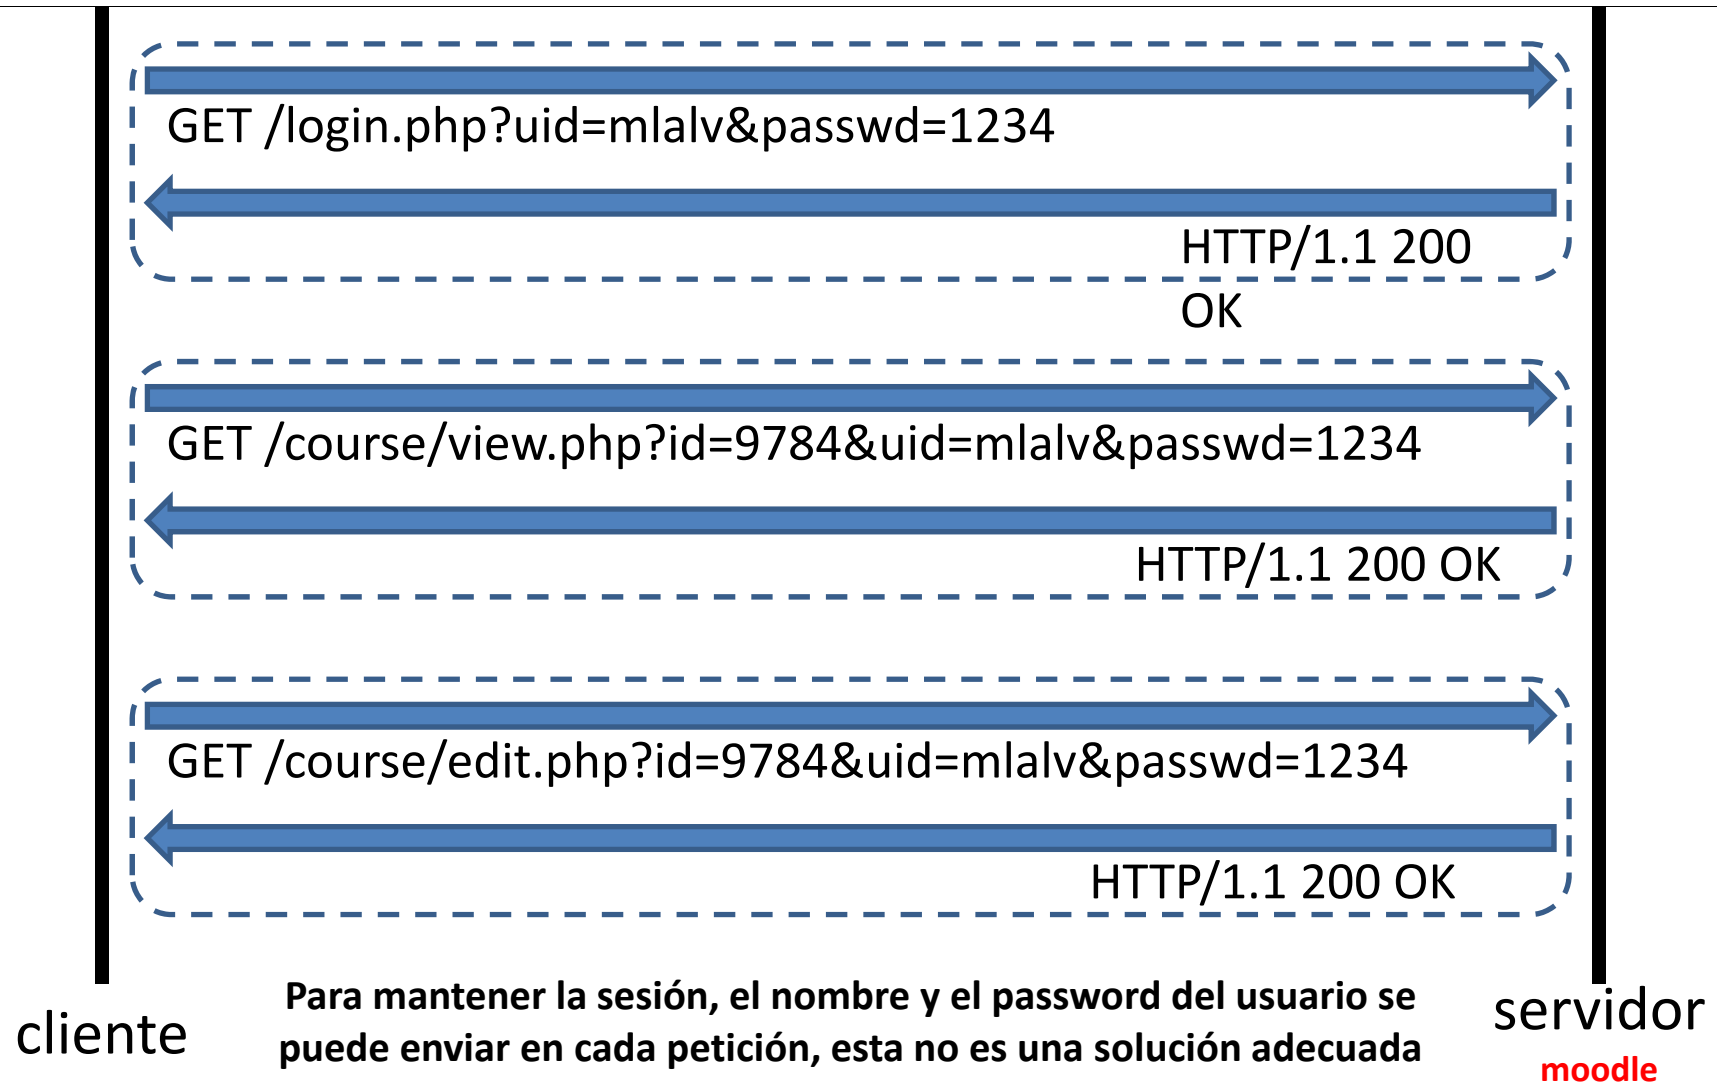 GET /login.php?uid=mlalv&passwd=1234
HTTP/1.1 200
OK
GET /course/view.php?id=9784&uid=mlalv&passwd=1234
HTTP/1.1 200 OK
GET /course/edit.php?id=9784&uid=mlalv&passwd=1234
HTTP/1.1 200 OK
cliente
Para mantener la sesión, el nombre y el password del usuario se
puede enviar en cada petición, esta no es una solución adecuada
servidor
moodle